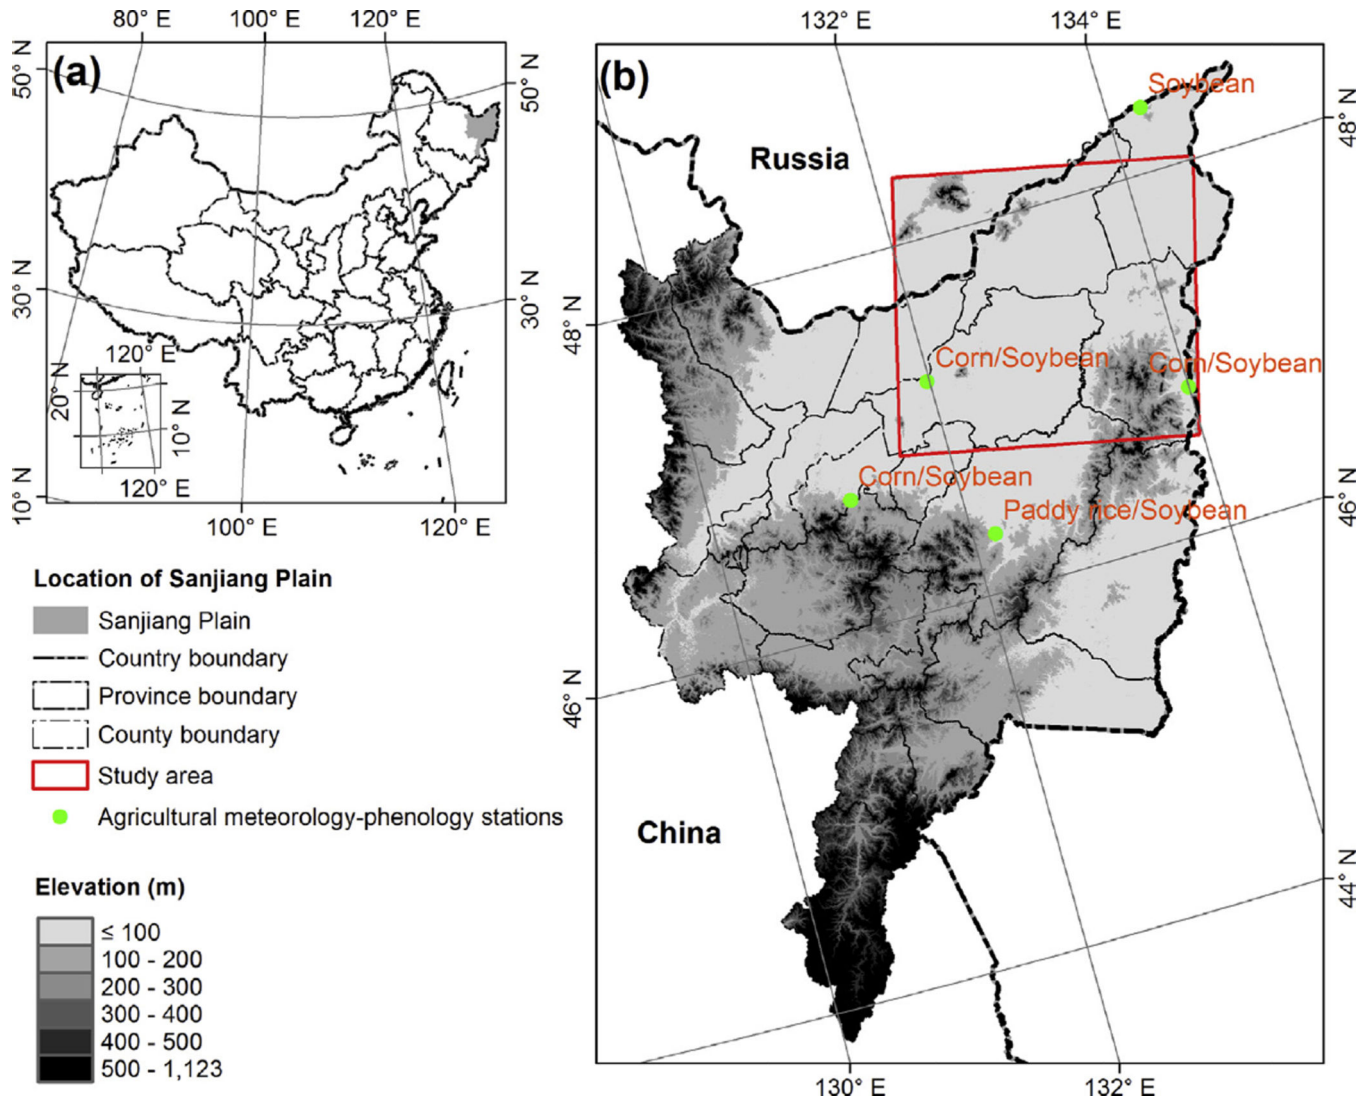 80° E 100° E 120° E
(a)
50° N
50° N
30° N
30° N
20° N
10° N
120° E
10° N
120° E
100° E
120° E
Location of Sanjiang Plain
Sanjiang Plain
Country boundary
Province boundary
County boundary
Study area
Agricultural meteorology-phenology stations
Elevation (m)
≤ 100
100 - 200
200 - 300
300 - 400
400 - 500
500 - 1,123
132° E 134° E
(b)
Soybean
48° N
Russia
48° N
Corn/Soybean
Corn/Soybean
Corn/Soybean
Paddy rice/Soybean
46° N
46° N
China
44° N
130° E 132° E